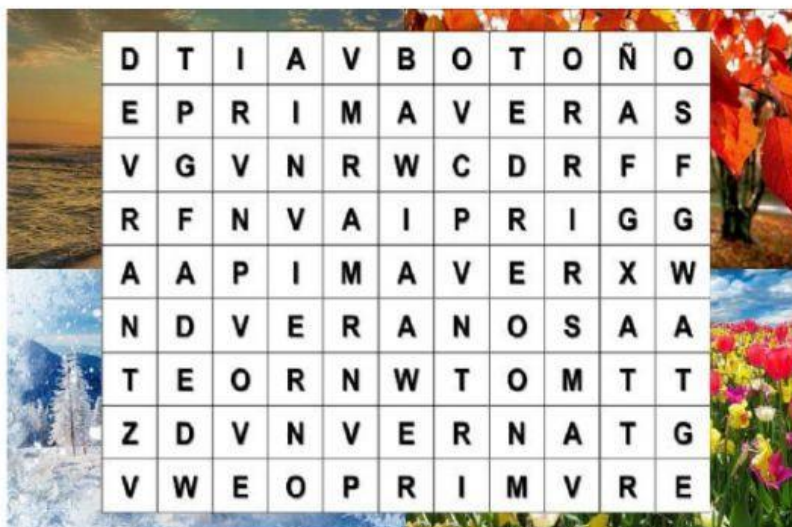 D T I A V B O T O Ñ O
E P R I M A V E R A S
V G V N R W C D R F F
R F N V A I P R I G G
A A P I M A V E R X W
N D V E R A N O S A A
T E O R N W T O M T T
Z D V N V E R N A T G
V W E O P R I M V R E